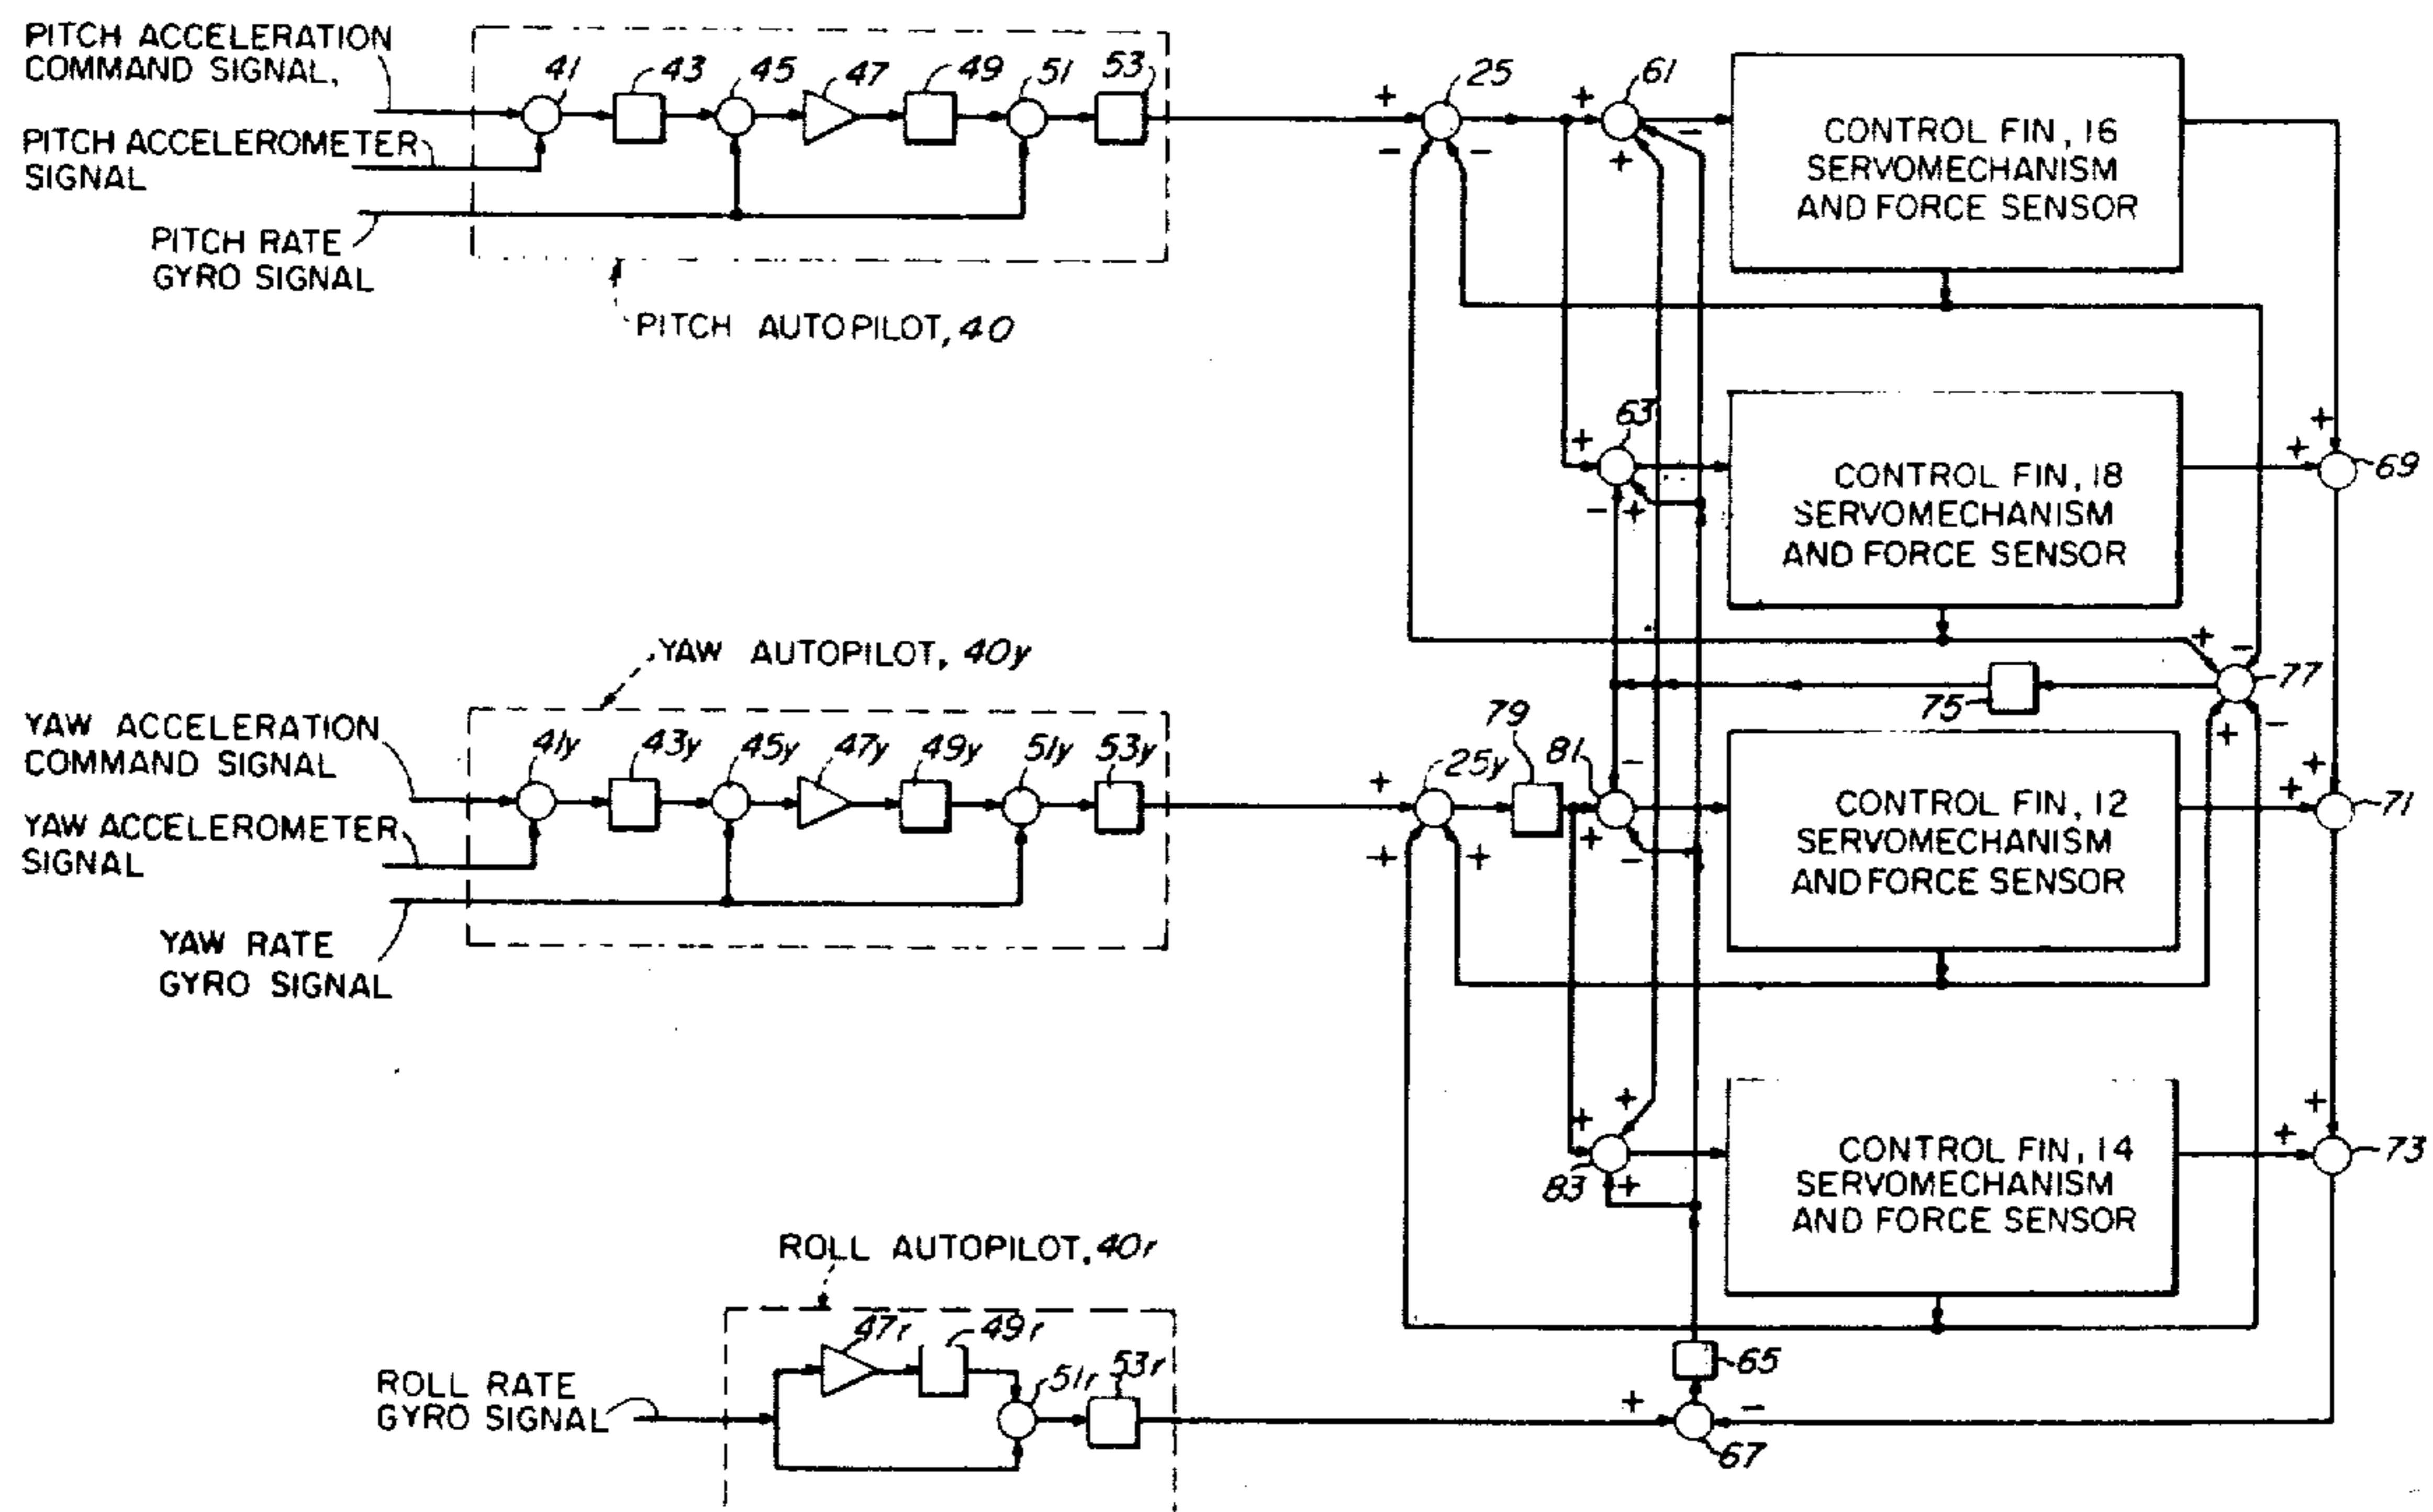 PITCH ACCELERATION
COMMAND SIGNAL,
PITCH ACCELEROMETER
SIGNAL
PITCH RATE
GYRO SIGNAL
41
43
45
47
49
51
53
PITCH AUTOPILOT, 40
+
-
-
25
+
61
-
+
CONTROL FIN, 16
SERVOMECHANISM
AND FORCE SENSOR
+
63
-
+
CONTROL FIN, 18
SERVOMECHANISM
AND FORCE SENSOR
+
+
69
+
-
77
+
-
75
YAW AUTOPILOT, 40y
YAW ACCELERATION
COMMAND SIGNAL
YAW ACCELEROMETER
SIGNAL
YAW RATE
GYRO SIGNAL
41y
43y
45y
47y
49y
51y
53y
+
+
+
25y
79
81
-
+
-
CONTROL FIN, 12
SERVOMECHANISM
AND FORCE SENSOR
+
+
71
+
+
83
+
CONTROL FIN, 14
SERVOMECHANISM
AND FORCE SENSOR
+
+
73
ROLL AUTOPILOT, 40r
ROLL RATE
GYRO SIGNAL
47r
49r
51r
53r
65
+
-
67